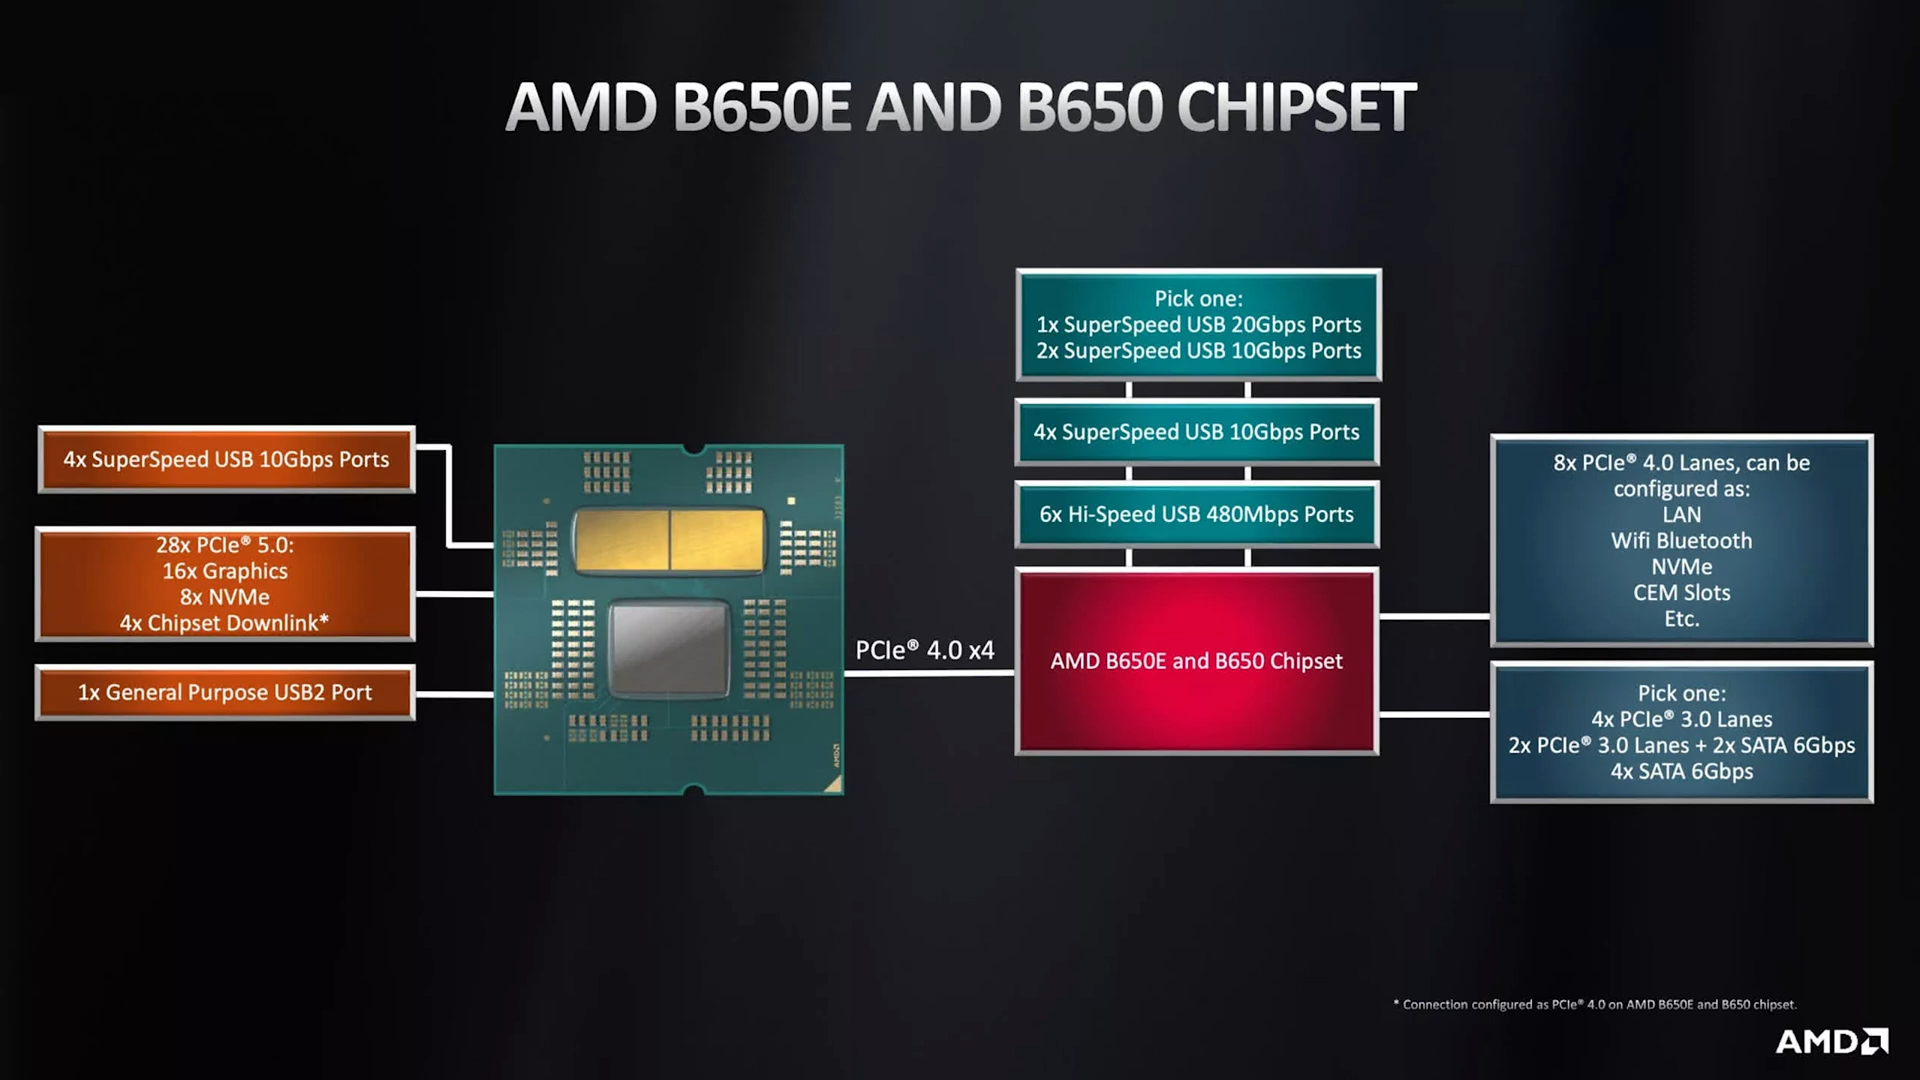 AMD B650E AND B650 CHIPSET
4x SuperSpeed USB 10Gbps Ports
28x PCIe® 5.0:
16x Graphics
8x NVMe
4x Chipset Downlink*
1x General Purpose USB2 Port
AMD
PCIe® 4.0 x4
Pick one:
1x SuperSpeed USB 20Gbps Ports
2x SuperSpeed USB 10Gbps Ports
4x SuperSpeed USB 10Gbps Ports
6x Hi-Speed USB 480Mbps Ports
AMD B650E and B650 Chipset
8x PCIe® 4.0 Lanes, can be
configured as:
LAN
Wifi Bluetooth
NVMe
CEM Slots
Etc.
Pick one:
4x PCIe® 3.0 Lanes
2x PCIe® 3.0 Lanes + 2x SATA 6Gbps
4x SATA 6Gbps
* Connection configured as PCIe® 4.0 on AMD B650E and B650 chipset.
AMD